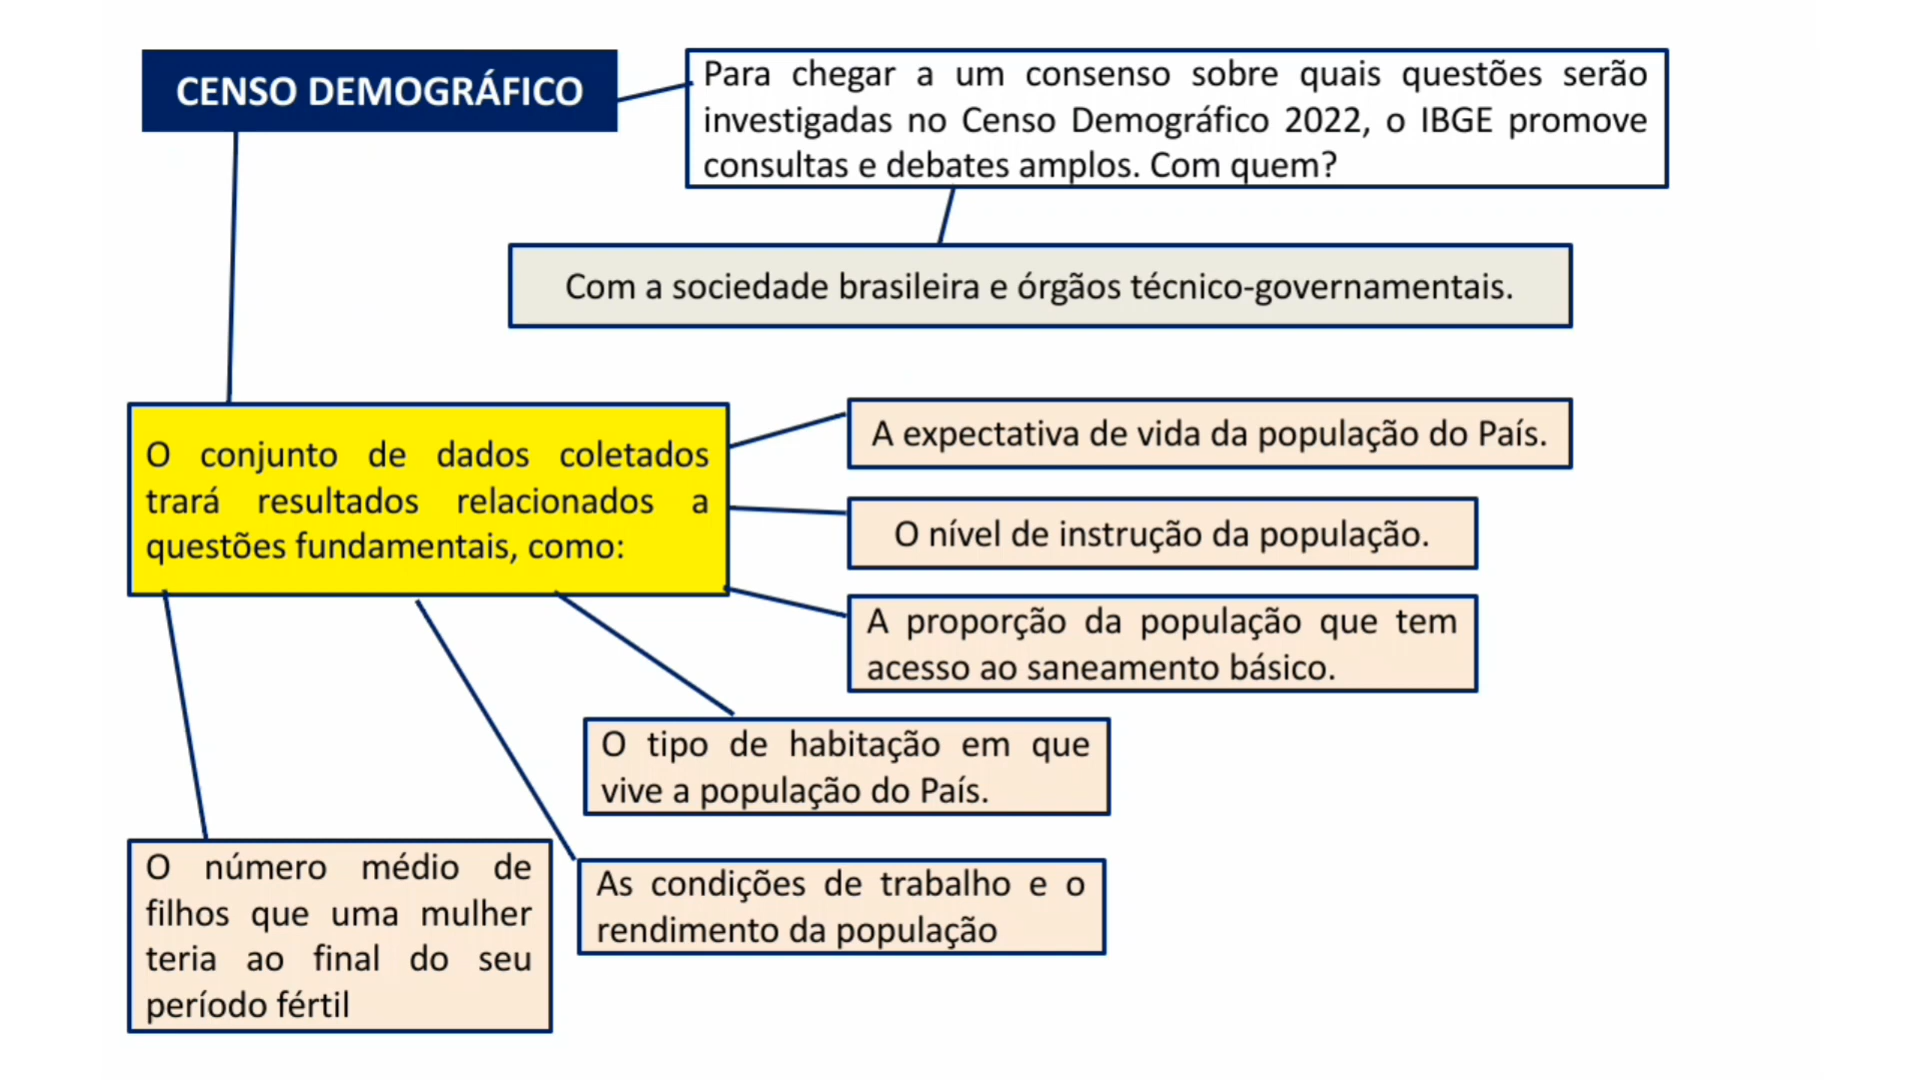 CENSO DEMOGRÁFICO
Para chegar a um consenso sobre quais questões serão
investigadas no Censo Demográfico 2022, o IBGE promove
consultas e debates amplos. Com quem?
Com a sociedade brasileira e órgãos técnico-governamentais.
O conjunto de dados coletados
trará resultados relacionados a
questões fundamentais, como:
A expectativa de vida da população do País.
O nível de instrução da população.
A proporção da população que tem
acesso ao saneamento básico.
O tipo de habitação em que
vive a população do País.
As condições de trabalho e o
rendimento da população
O número médio de
filhos que uma mulher
teria ao final do seu
período fértil